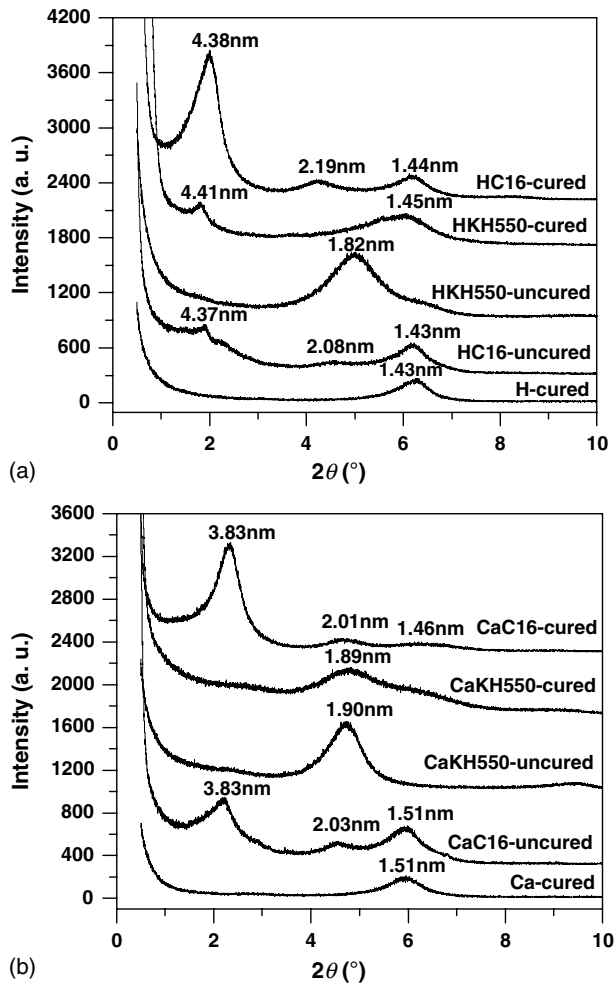 4200
3600
3000
2400
1800
1200
600
0
Intensity (a. u.)
4.38nm
2.19nm
1.44nm
HC16-cured
4.41nm
1.45nm
HKH550-cured
1.82nm
HKH550-uncured
4.37nm
2.08nm
1.43nm
HC16-uncured
1.43nm
H-cured
0 2 4 6 8 10
2θ (°)
(a)
3600
3200
2800
2400
2000
1600
1200
800
400
0
Intensity (a. u.)
3.83nm
2.01nm
1.46nm
CaC16-cured
1.89nm
CaKH550-cured
1.90nm
CaKH550-uncured
3.83nm
2.03nm
1.51nm
CaC16-uncured
1.51nm
Ca-cured
0 2 4 6 8 10
2θ (°)
(b)